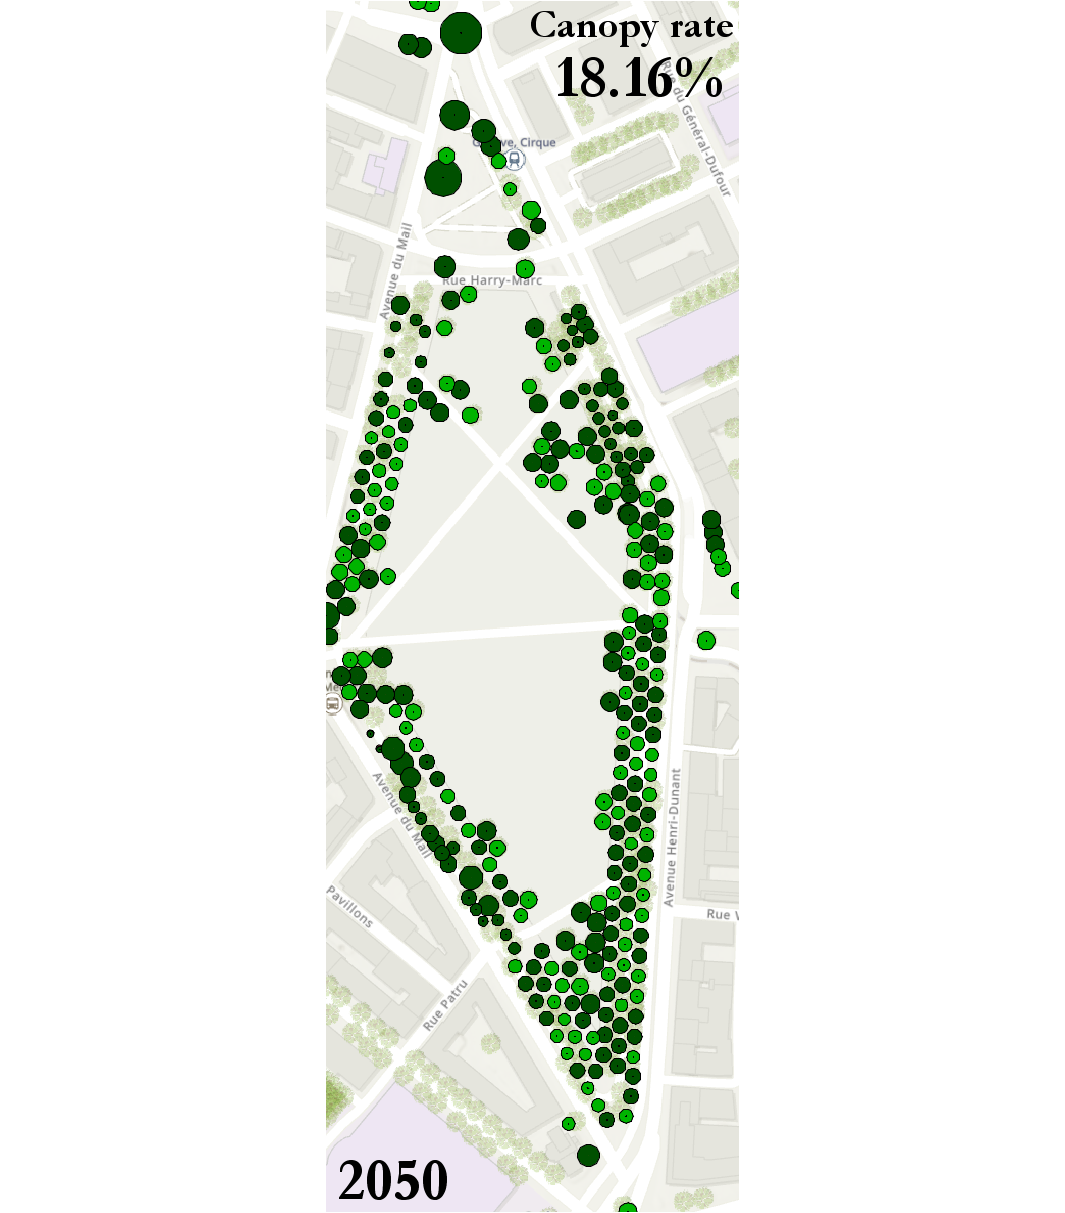 Canopy rate
18.16%
Rue du Général-Dufour
ve, Cirque
Avenue du Mail
Rue Harry-Marc
Avenue du Mail
Avenue Henri-Dunant
Pavillons
Rue
Rue Patru
2050